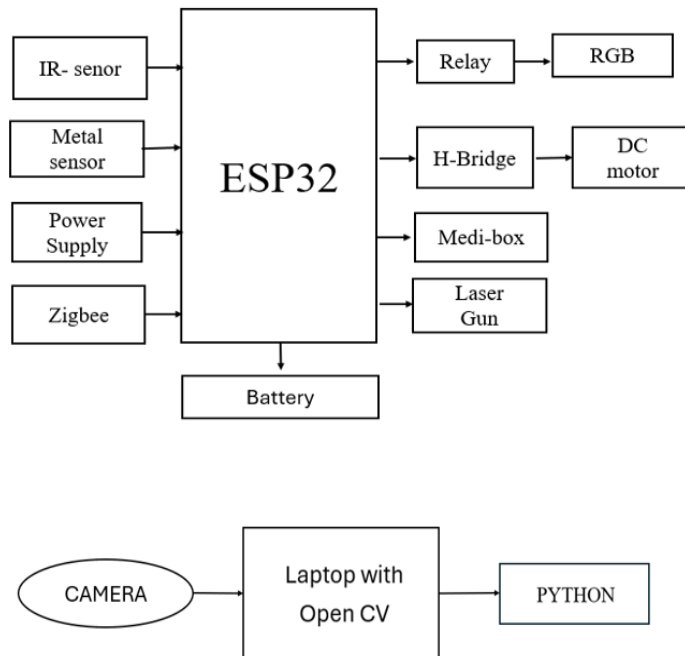 IR- senor
Metal
sensor
Power
Supply
Zigbee
ESP32
Relay
RGB
H-Bridge
DC
motor
Medi-box
Laser
Gun
Battery
CAMERA
Laptop with
Open CV
PYTHON